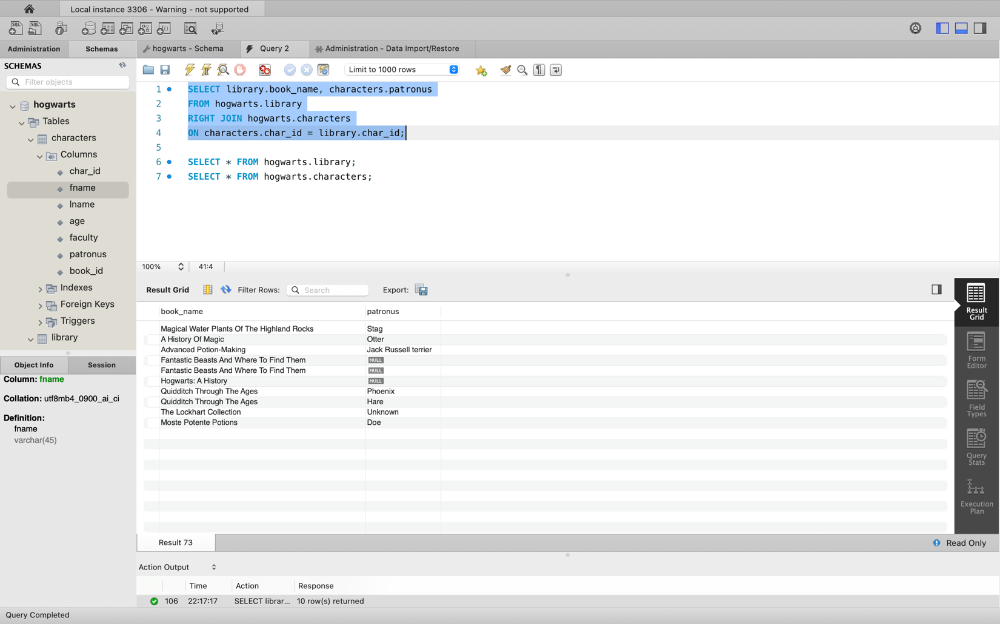 Local instance 3306 - Warning - not supported
Administration
Schemas
hogwarts - Schema
Query 2
Administration - Data Import/Restore
SCHEMAS
Filter objects
Limit to 1000 rows
hogwarts
Tables
characters
Columns
char_id
fname
lname
age
faculty
patronus
book_id
Indexes
Foreign Keys
Triggers
library
1 SELECT library.book_name, characters.patronus
2 FROM hogwarts.library
3 RIGHT JOIN hogwarts.characters
4 ON characters.char_id = library.char_id;
5
6 SELECT * FROM hogwarts.library;
7 SELECT * FROM hogwarts.characters;
100% 41:4
Result Grid Filter Rows: Search Export:
book_name patronus
Magical Water Plants Of The Highland Rocks Stag
A History Of Magic Otter
Advanced Potion-Making Jack Russell terrier
Fantastic Beasts And Where To Find Them NULL
Fantastic Beasts And Where To Find Them NULL
Hogwarts: A History NULL
Quidditch Through The Ages Phoenix
Quidditch Through The Ages Hare
The Lockhart Collection Unknown
Moste Potente Potions Doe
Result
Grid
Form
Editor
Field
Types
Query
Stats
Execution
Plan
Object Info Session
Column: fname
Collation: utf8mb4_0900_ai_ci
Definition:
fname
varchar(45)
Result 73
Read Only
Action Output
Time Action Response
106 22:17:17 SELECT librar... 10 row(s) returned
Query Completed